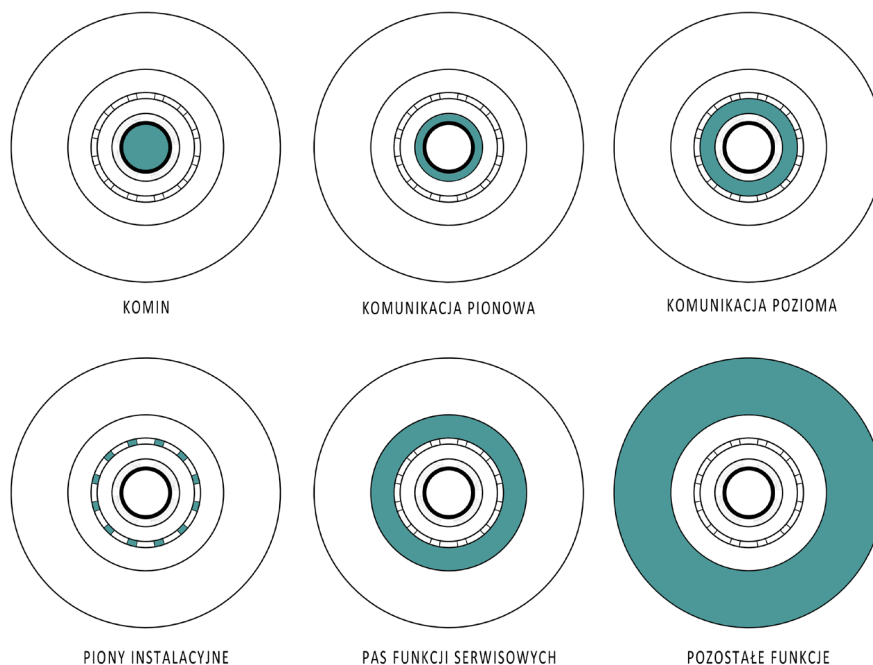 KOMIN
KOMUNIKACJA PIONOWA
KOMUNIKACJA POZIOMA
PIONY INSTALACYJNE
PAS FUNKCJI SERWISOWYCH
POZOSTAŁE FUNKCJE